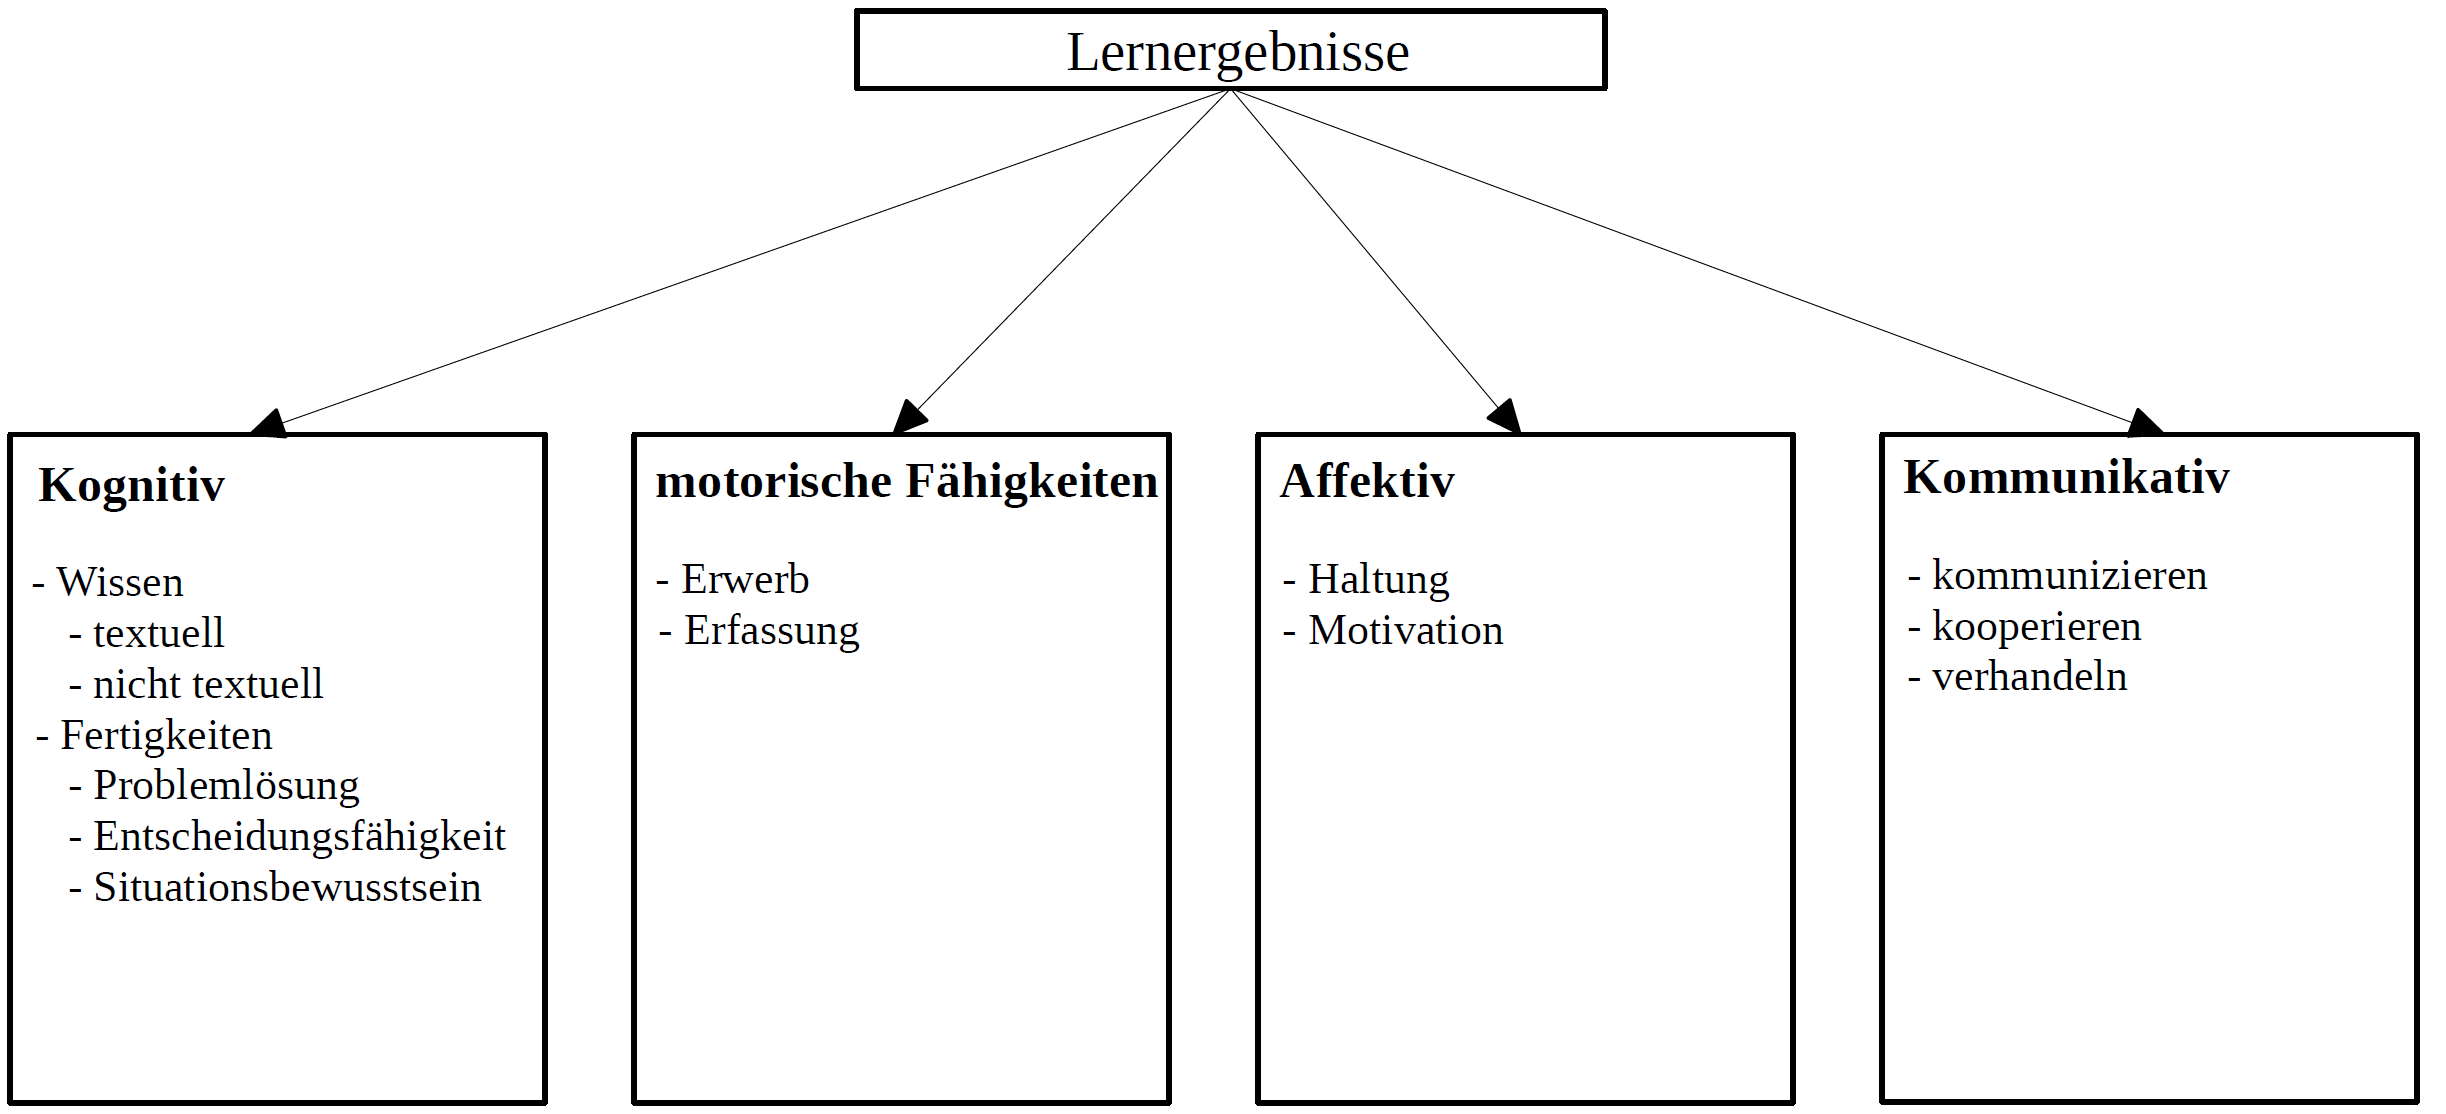 Lernergebnisse
Kognitiv
- Wissen
- textuell
- nicht textuell
- Fertigkeiten
- Problemlösung
- Entscheidungsfähigkeit
- Situationsbewusstsein
motorische Fähigkeiten
- Erwerb
- Erfassung
Affektiv
- Haltung
- Motivation
Kommunikativ
- kommunizieren
- kooperieren
- verhandeln